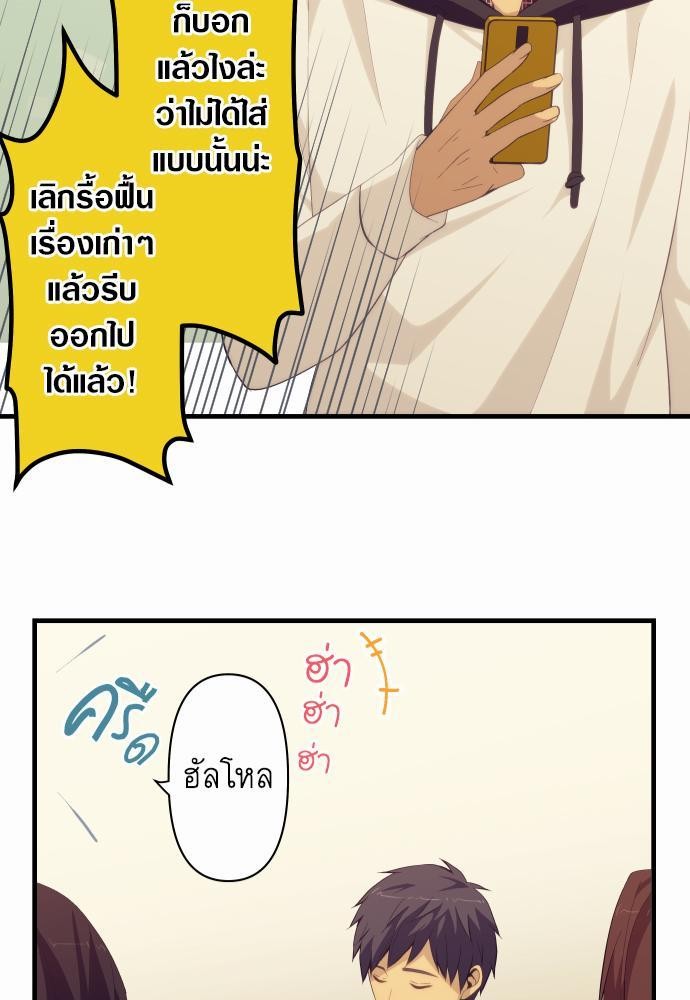 ก็บอก
แล้วไงล่ะ
ว่าไม่ได้ใส่
แบบนั้นน่ะ
เลิกรื้อฟื้น
เรื่องเก่าๆ
แล้วรีบ
ออกไป
ได้แล้ว!
ครืด
ฮัลโหล
ฮ่า
ฮ่า
ฮ่า